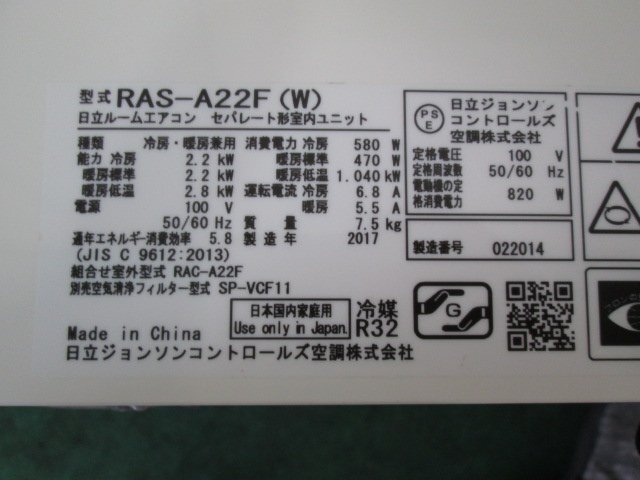 型式 RAS-A22F(W)
日立ルームエアコン セパレート形室内ユニット
種類 冷房・暖房兼用 消費電力 冷房 580 W
能力 冷房 2.2 kW 暖房標準 470 W
暖房標準 2.2 kW 暖房低温 1.040 kW
暖房低温 2.8 kW 運転電流 冷房 6.8 A
電源 100 V 暖房 5.5 A
50/60 Hz 質量 7.5 kg
通年エネルギー消費効率 5.8 製造年 2017
(JIS C 9612:2013)
組合せ室外型式 RAC-A22F
別売空気清浄フィルター型式 SP-VCF11
日本国内家庭用
Use only in Japan.
冷媒
R32
Made in China
日立ジョンソンコントロールズ空調株式会社
PS
E
日立ジョンソン
コントロールズ
空調株式会社
定格電圧 100 V
定格周波数 50/60 Hz
電動機の定
格消費電力 820 W
製造番号 022014
G